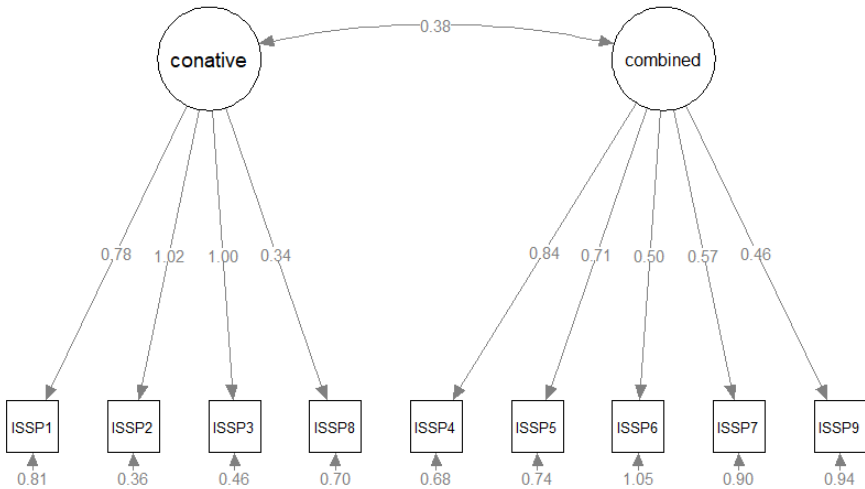 0.38
conative combined
0.78 1.02 1.00 0.34 0.84 0.71 0.50 0.57 0.46
ISSP1 ISSP2 ISSP3 ISSP8 ISSP4 ISSP5 ISSP6 ISSP7 ISSP9
0.81 0.36 0.46 0.70 0.68 0.74 1.05 0.90 0.94